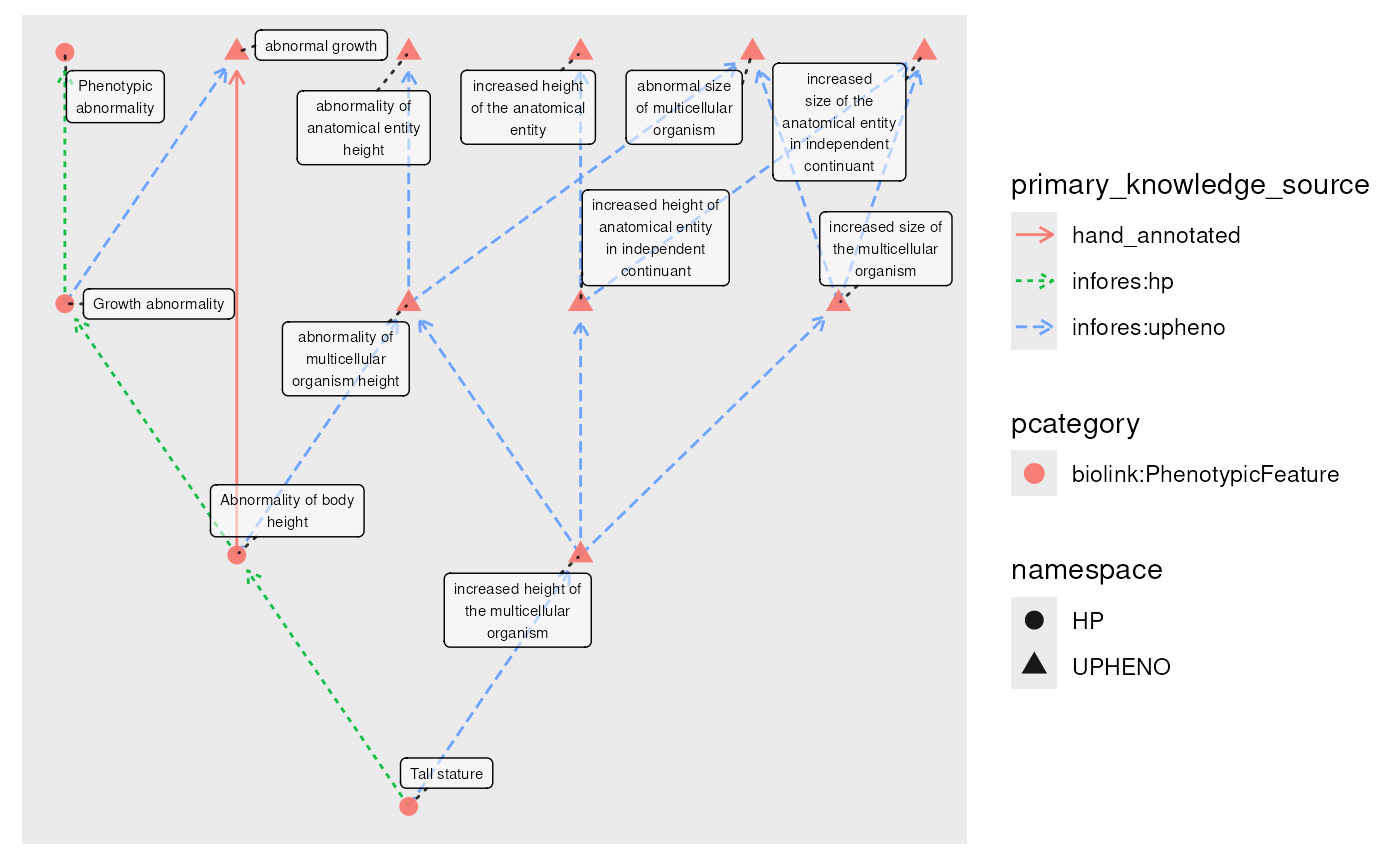 abnormal growth
Phenotypic
abnormality
abnormality of
anatomical entity
height
increased height
of the anatomical
entity
abnormal size
of multicellular
organism
increased
size of the
anatomical entity
in independent
continuant
increased height of
anatomical entity
in independent
continuant
increased size of
the multicellular
organism
Growth abnormality
abnormality of
multicellular
organism height
Abnormality of body
height
increased height of
the multicellular
organism
Tall stature
primary_knowledge_source
hand_annotated
infores:hp
infores:upheno
pcategory
biolink:PhenotypicFeature
namespace
HP
UPHENO